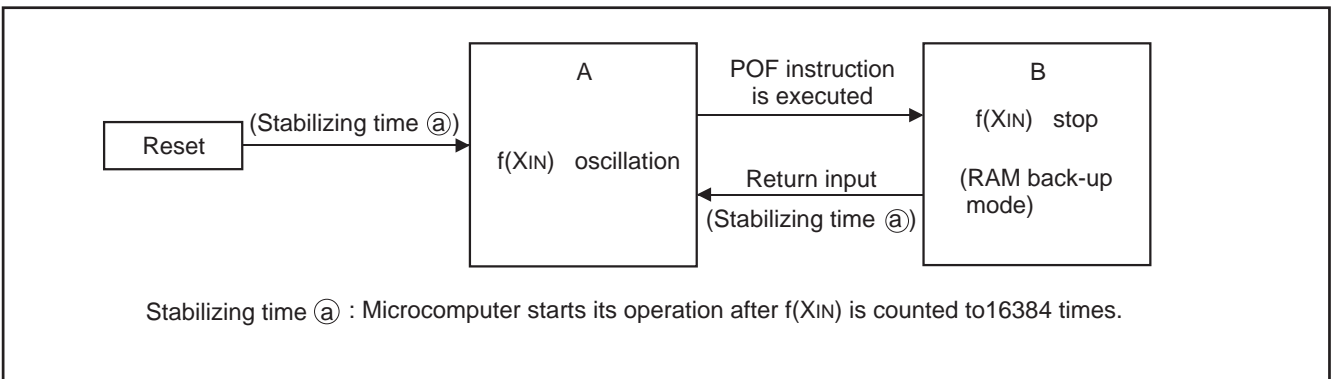 Reset
(Stabilizing time ⓐ)
A
f(XIN) oscillation
POF instruction
is executed
Return input
(Stabilizing time ⓐ)
B
f(XIN) stop
(RAM back-up
mode)
Stabilizing time ⓐ : Microcomputer starts its operation after f(XIN) is counted to16384 times.